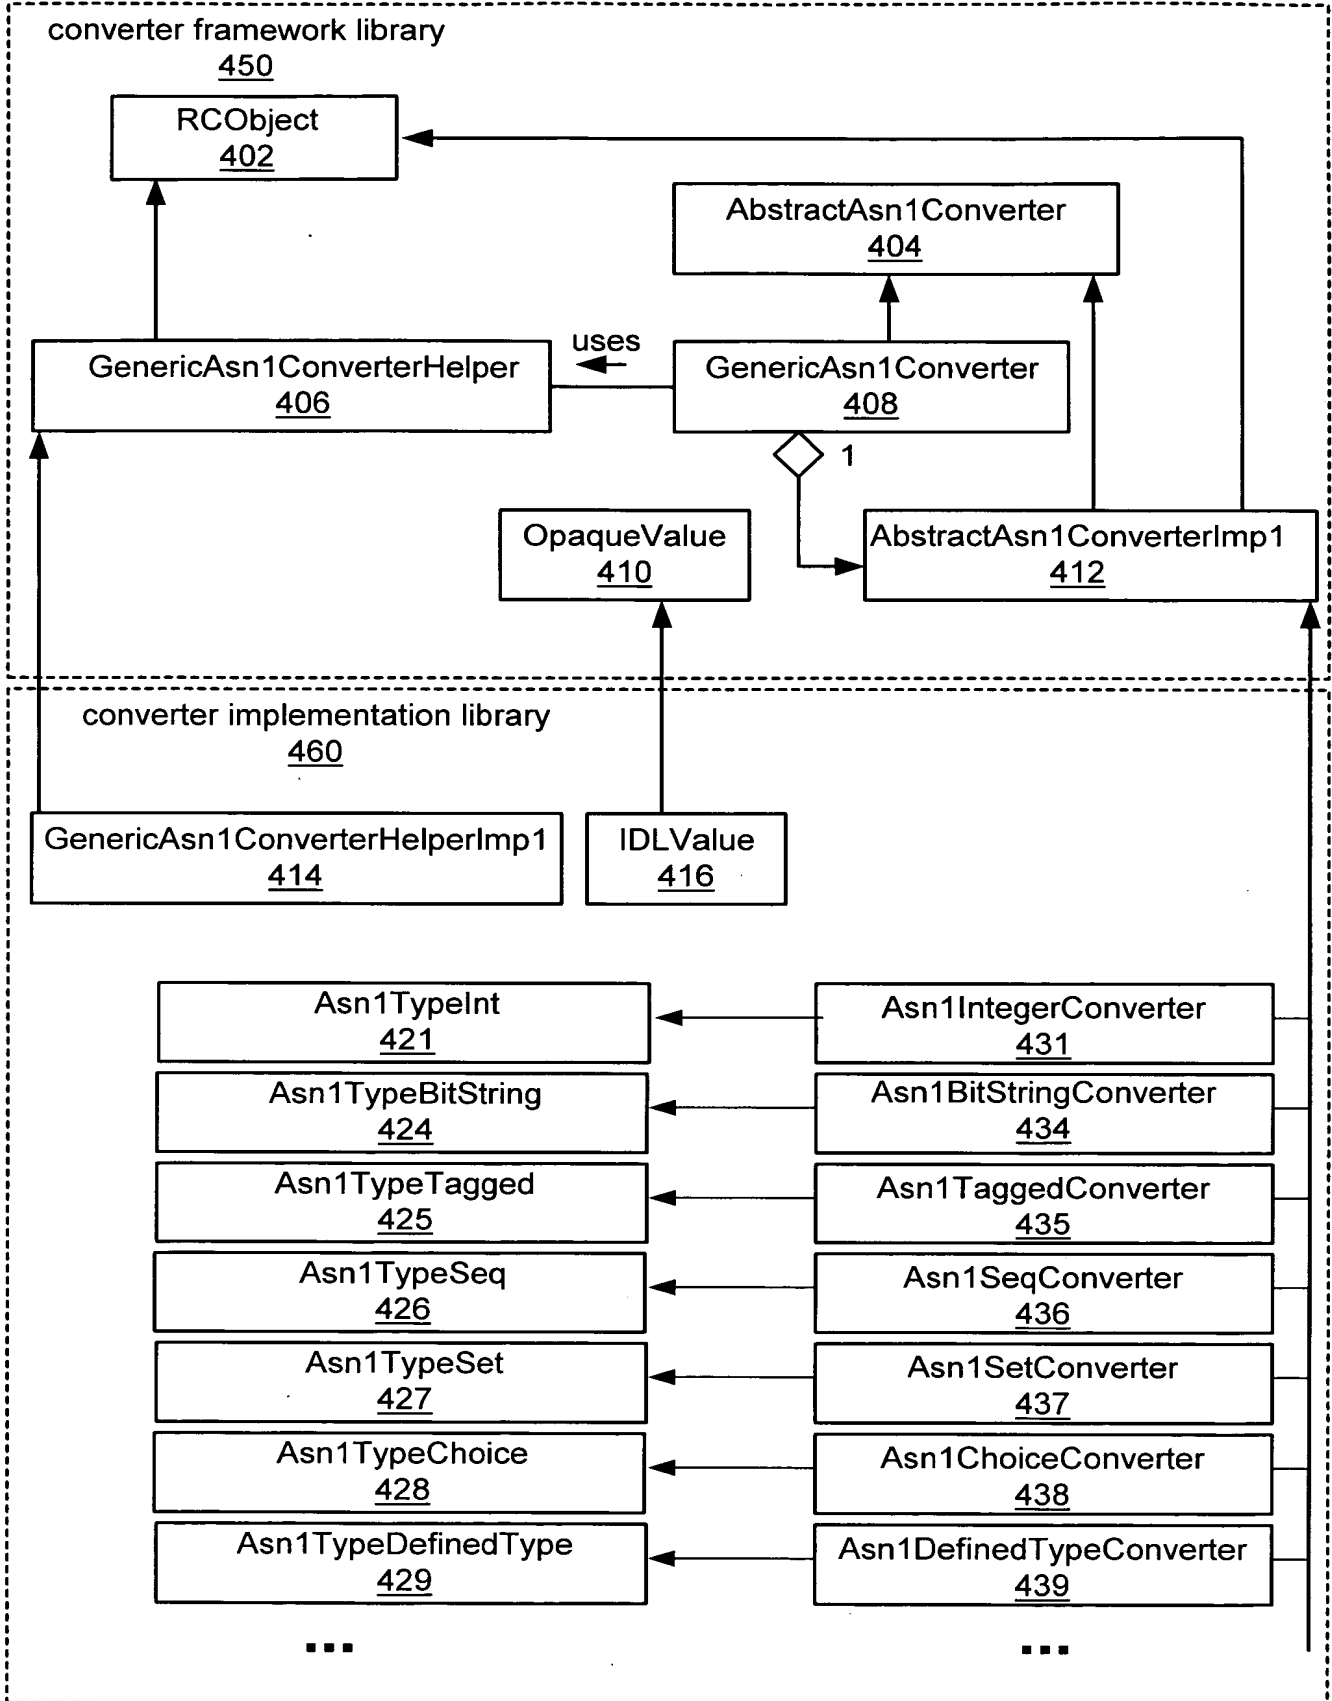 converter framework library
450
RCObject
402
AbstractAsn1Converter
404
uses
GenericAsn1ConverterHelper
406
GenericAsn1Converter
408
1
OpaqueValue
410
AbstractAsn1ConverterImp1
412
converter implementation library
460
GenericAsn1ConverterHelperImp1
414
IDLValue
416
Asn1TypeInt
421
Asn1IntegerConverter
431
Asn1TypeBitString
424
Asn1BitStringConverter
434
Asn1TypeTagged
425
Asn1TaggedConverter
435
Asn1TypeSeq
426
Asn1SeqConverter
436
Asn1TypeSet
427
Asn1SetConverter
437
Asn1TypeChoice
428
Asn1ChoiceConverter
438
Asn1TypeDefinedType
429
Asn1DefinedTypeConverter
439
...
...